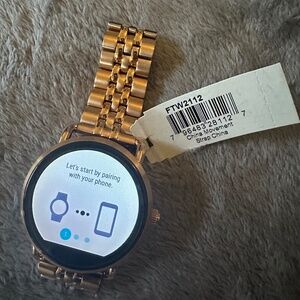 FTW2112
7 96483 28112 7
China Movement
Strap China
Let's start by pairing
with your phone.